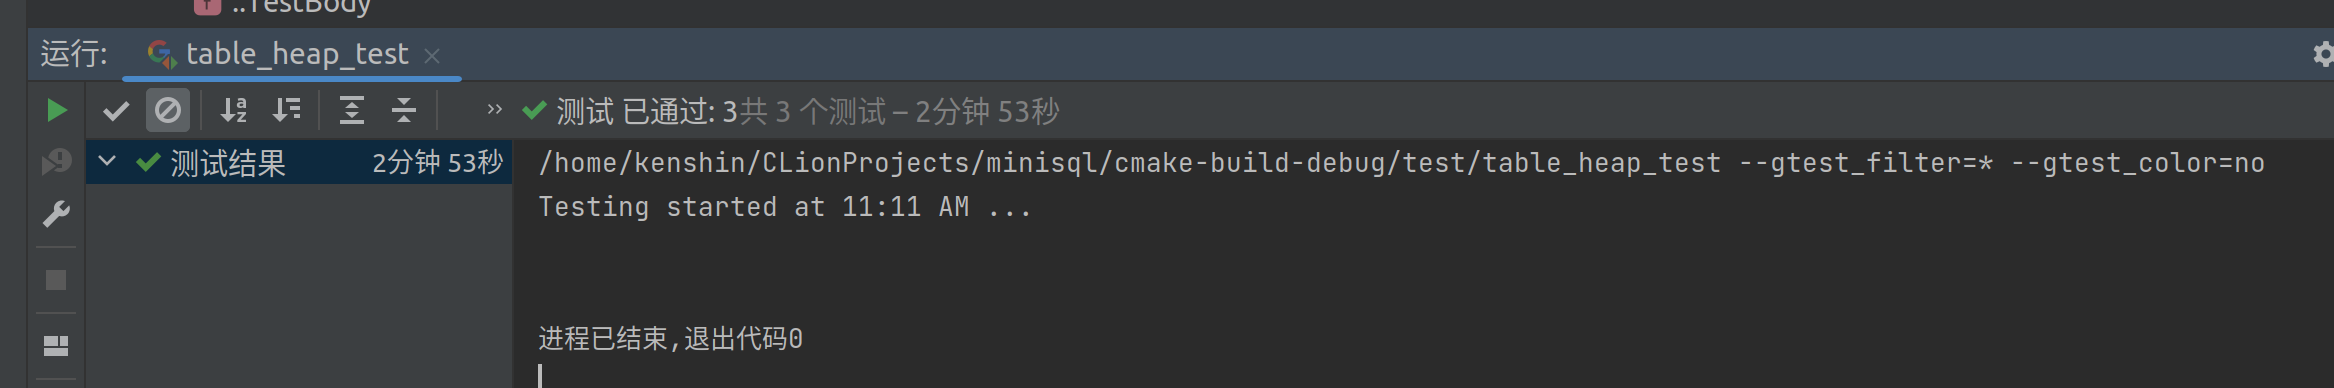 ..TestBody
运行: table_heap_test
测试 已通过: 3共 3 个测试 – 2分钟 53秒
测试结果 2分钟 53秒
/home/kenshin/CLionProjects/minisql/cmake-build-debug/test/table_heap_test --gtest_filter=* --gtest_color=no
Testing started at 11:11 AM ...
进程已结束,退出代码0